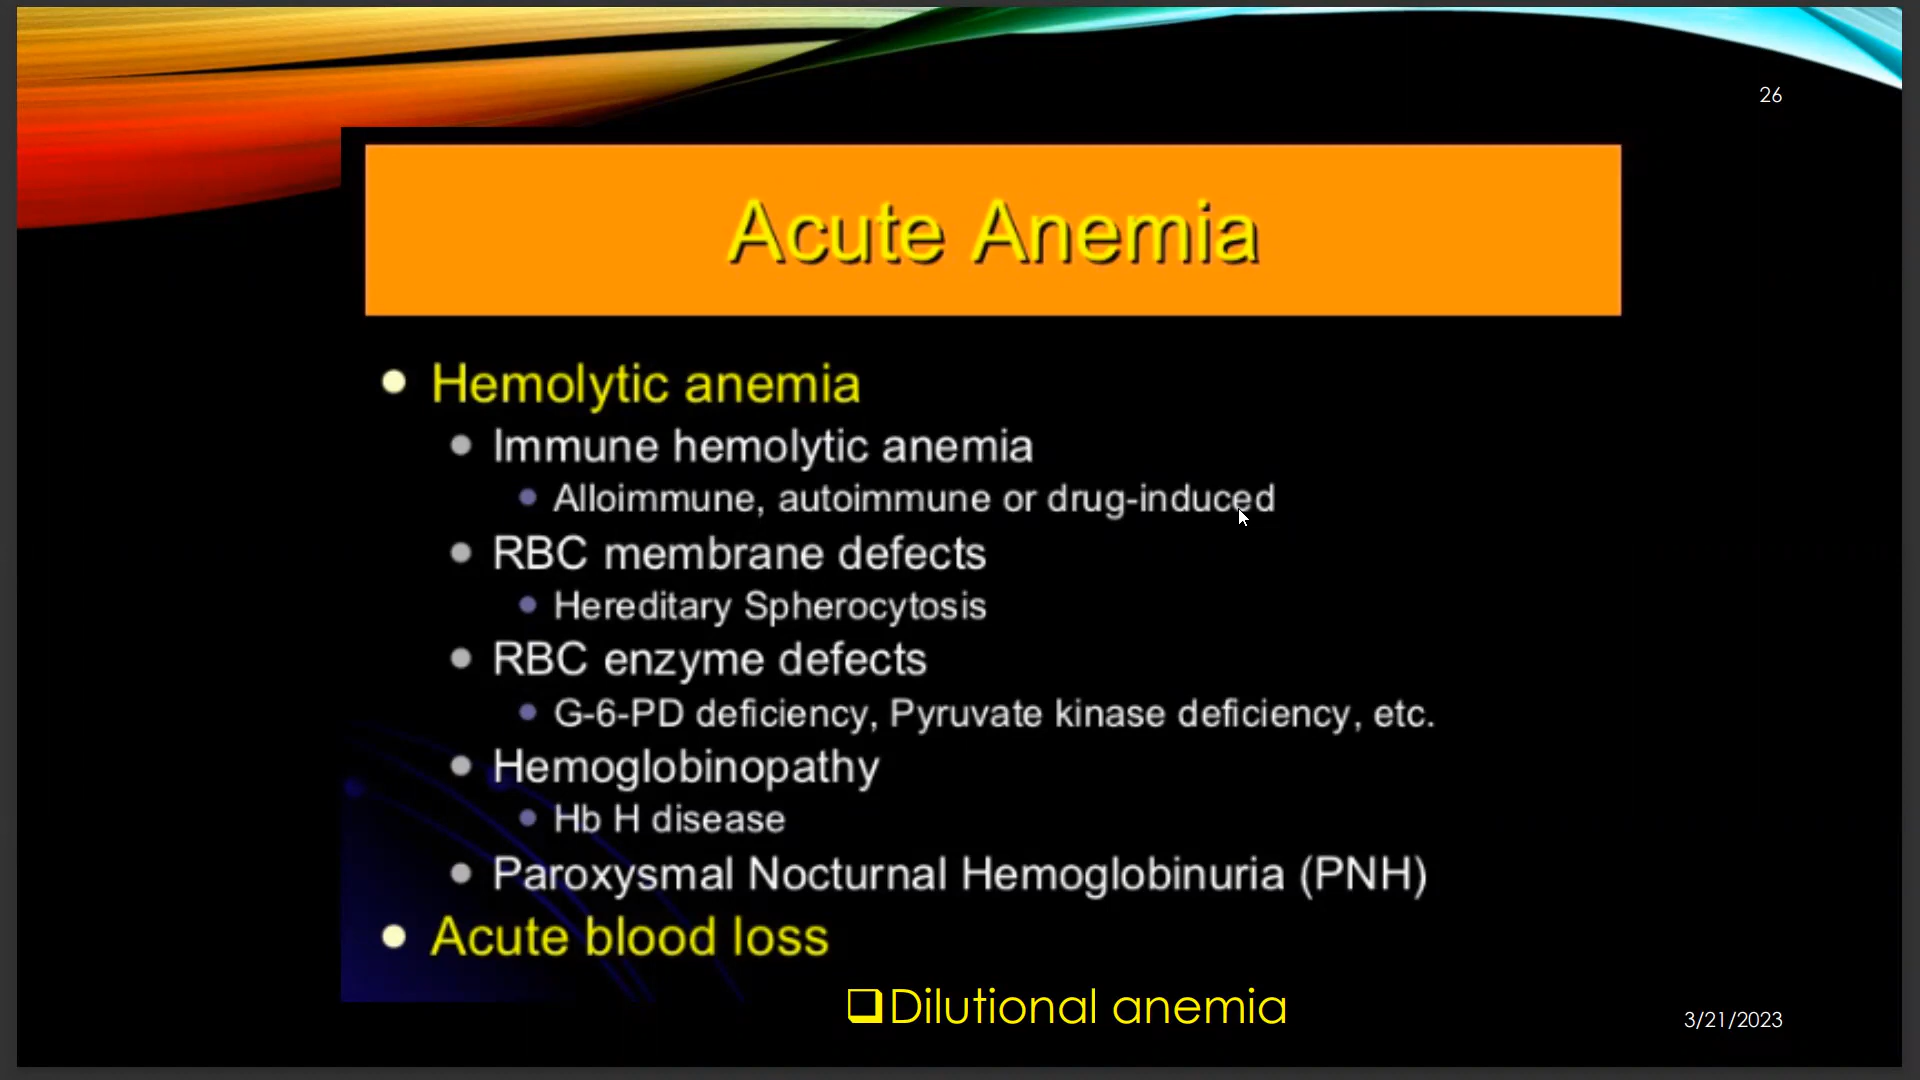 26
Acute Anemia
Hemolytic anemia
Immune hemolytic anemia
Alloimmune, autoimmune or drug-induced
RBC membrane defects
Hereditary Spherocytosis
RBC enzyme defects
G-6-PD deficiency, Pyruvate kinase deficiency, etc.
Hemoglobinopathy
Hb H disease
Paroxysmal Nocturnal Hemoglobinuria (PNH)
Acute blood loss
Dilutional anemia
3/21/2023